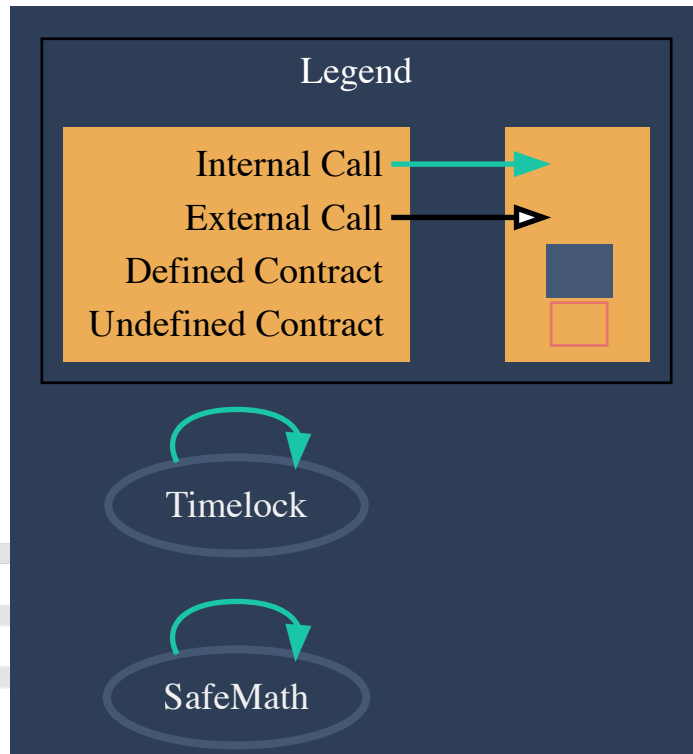 Legend
Internal Call
External Call
Defined Contract
Undefined Contract
Timelock
SafeMath